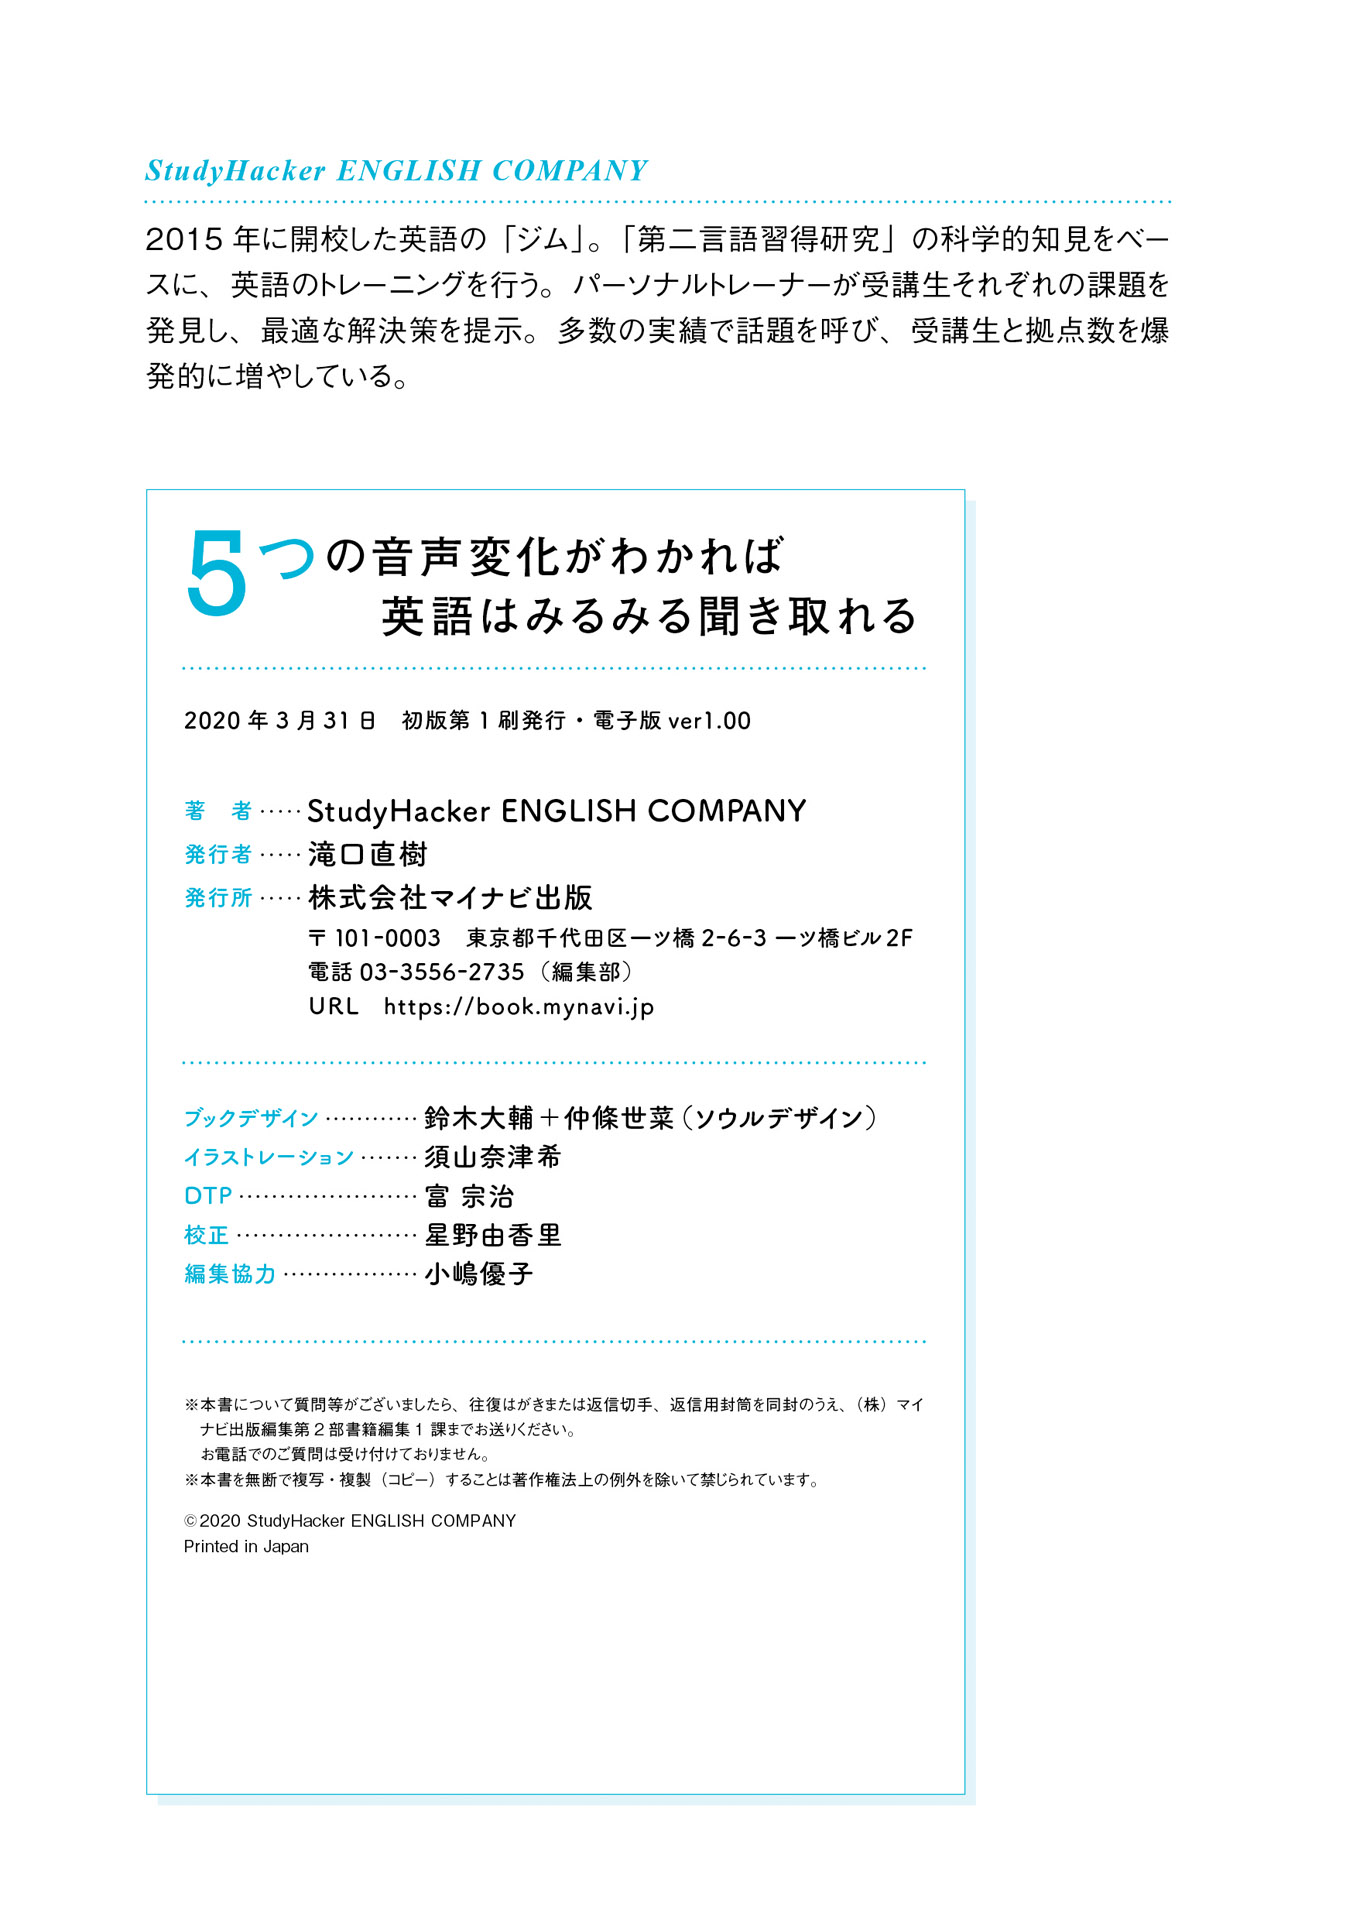 StudyHacker ENGLISH COMPANY
2015 年に開校した英語の「ジム」。「第二言語習得研究」の科学的知見をベー
スに、英語のトレーニングを行う。パーソナルトレーナーが受講生それぞれの課題を
発見し、最適な解決策を提示。多数の実績で話題を呼び、受講生と拠点数を爆
発的に増やしている。
5つの音声変化がわかれば
英語はみるみる聞き取れる
2020 年 3 月 31 日　初版第 1 刷発行・電子版 ver1.00
著　者 ····· StudyHacker ENGLISH COMPANY
発行者 ····· 滝口直樹
発行所 ····· 株式会社マイナビ出版
〒 101-0003　東京都千代田区一ツ橋 2-6-3 一ツ橋ビル 2F
電話 03-3556-2735（編集部）
URL　https://book.mynavi.jp
ブックデザイン ············ 鈴木大輔＋仲條世菜（ソウルデザイン）
イラストレーション ······· 須山奈津希
DTP ······················ 富 宗治
校正 ······················ 星野由香里
編集協力 ················· 小嶋優子
※本書について質問等がございましたら、往復はがきまたは返信切手、返信用封筒を同封のうえ、（株）マイ
ナビ出版編集第 2 部書籍編集 1 課までお送りください。
お電話でのご質問は受け付けておりません。
※本書を無断で複写・複製（コピー）することは著作権法上の例外を除いて禁じられています。
©2020 StudyHacker ENGLISH COMPANY
Printed in Japan